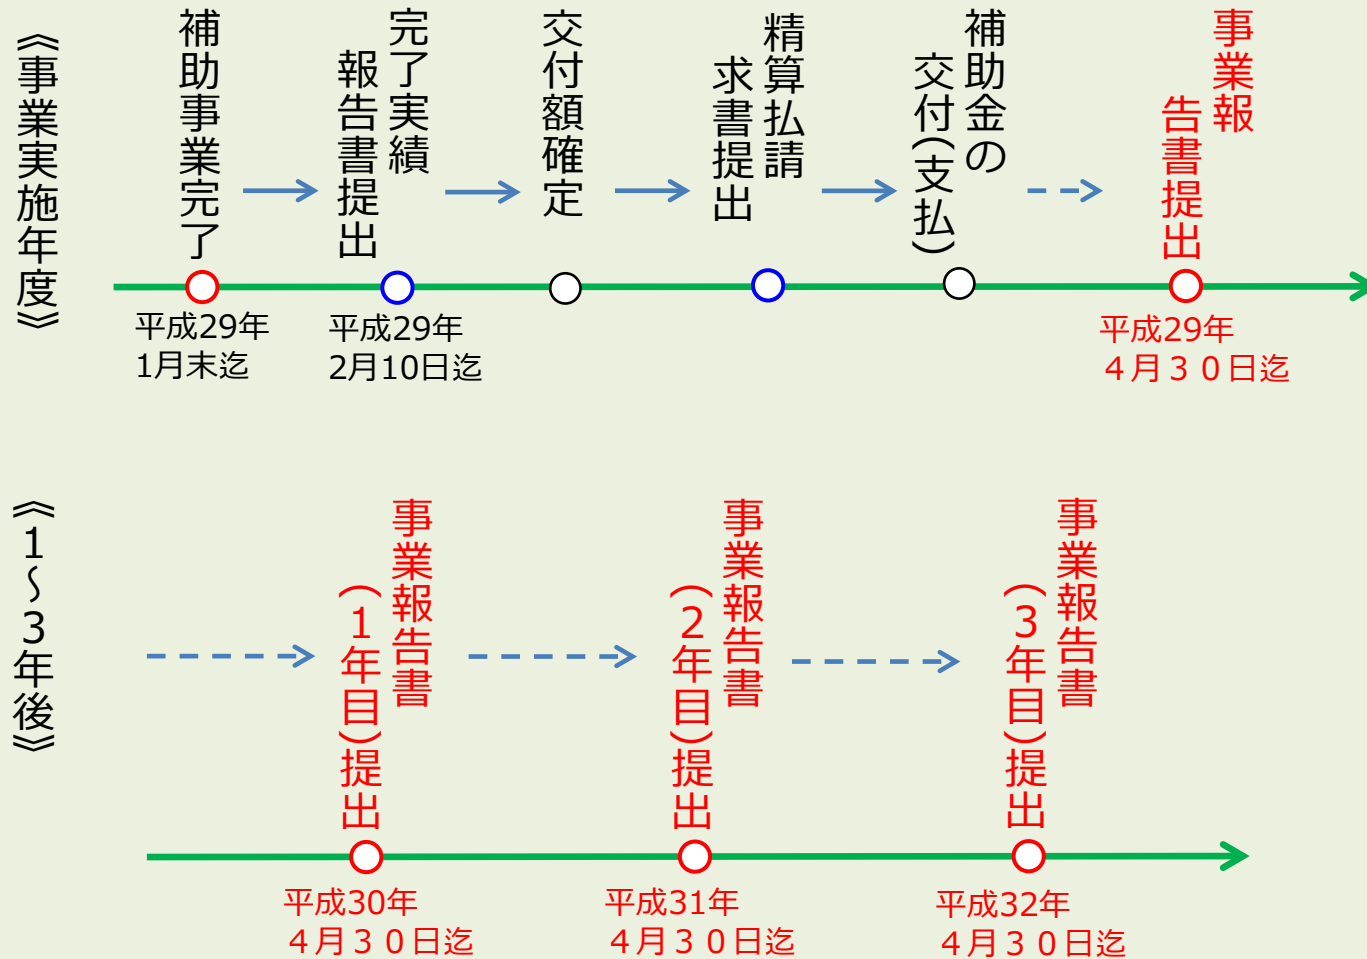 《事業実施年度》
補助事業完了
平成29年
1月末迄
完了実績
報告書提出
平成29年
2月10日迄
交付額確定
精算払請
求書提出
補助金の
交付(支払)
事業報
告書提出
平成29年
４月３０日迄
《1～3年後》
事業報告書
(1年目)提出
平成30年
４月３０日迄
事業報告書
(2年目)提出
平成31年
４月３０日迄
事業報告書
(3年目)提出
平成32年
４月３０日迄